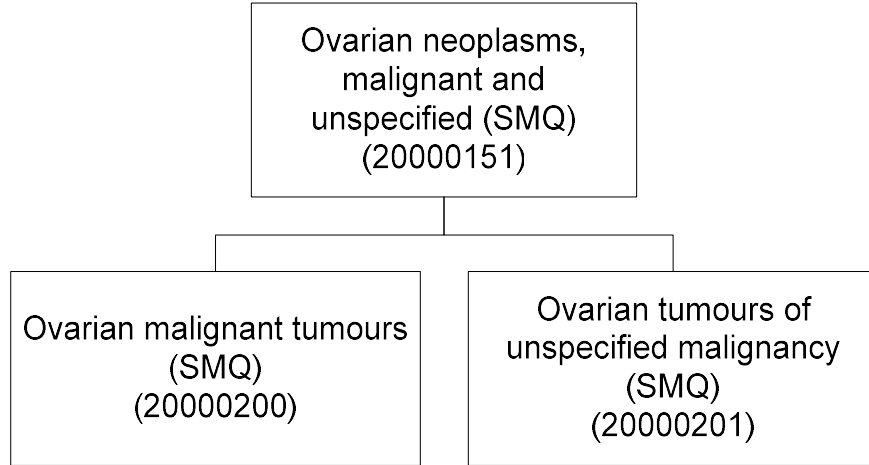 Ovarian neoplasms,
malignant and
unspecified (SMQ)
(20000151)
Ovarian malignant tumours
(SMQ)
(20000200)
Ovarian tumours of
unspecified malignancy
(SMQ)
(20000201)